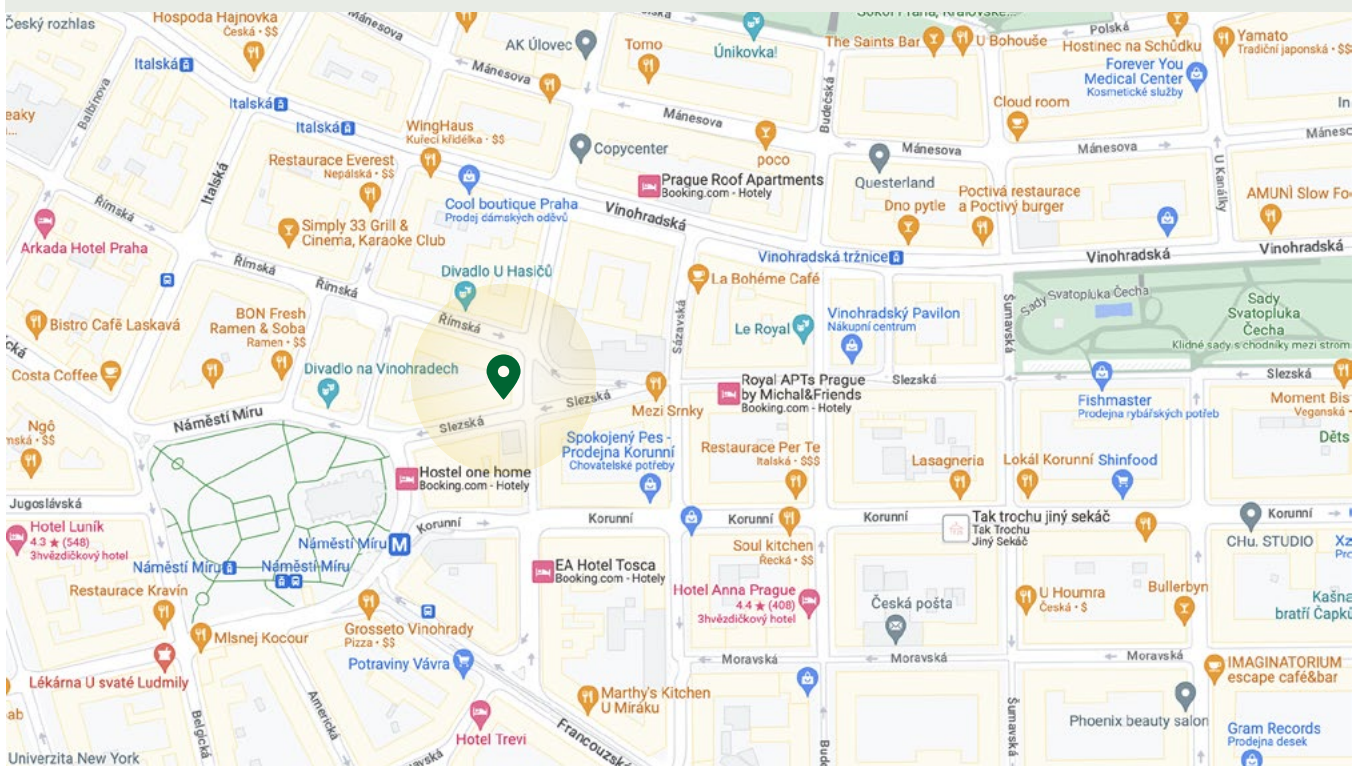 Český rozhlas
Hospoda Hajnovka
Česká · $$
Mánesova
AK Úlovec
Torno
Únikovka!
Polská
The Saints Bar
U Bohouše
Hostinec na Schůdku
Polská
Yamato
Tradiční japonská · $$
Forever You
Medical Center
Kosmetické služby
Italská
Italská
Italská
Balbínova
Italská
Mánesova
Mánesova
Budečská
Cloud room
WingHaus
Kuřecí křidélka · $$
Copycenter
poco
Mánesova
Mánesova
Restaurace Everest
Nepálská · $$
Cool boutique Praha
Prodej dámských oděvů
Prague Roof Apartments
Booking.com - Hotely
Questerland
Poctivá restaurace
a Poctivý burger
Dno pytle
U Kanálky
AMUNÌ Slow Fo
Římská
Arkada Hotel Praha
Simply 33 Grill &
Cinema, Karaoke Club
Vinohradská
Vinohradská tržnice
Vinohradská
Vinohradská
Římská
Římská
Divadlo U Hasičů
La Bohéme Café
Sázavská
Šumavská
Sady Svatopluka Čecha
Sady
Svatopluka
Čecha
Klidné sady s chodníky mezi strom
Bistro Café Laskavá
BON Fresh
Ramen & Soba
Ramen · $$
Římská
Le Royal
Vinohradský Pavilon
Nákupní centrum
Costa Coffee
Divadlo na Vinohradech
Náměstí Míru
Slezská
Slezská
Mezi Srnky
Royal APTs Prague
by Michal&Friends
Booking.com - Hotely
Slezská
Slezská
Fishmaster
Prodejna rybářských potřeb
Moment Bis
Veganská
Děts
Ngô
mská · $$
Jugoslávská
Hostel one home
Booking.com - Hotely
Spokojený Pes -
Prodejna Korunní
Chovatelské potřeby
Restaurace Per Te
Italská · $$$
Lasagneria
Lokál Korunní
Shinfood
Hotel Luník
4.3 ★ (548)
3hvězdičkový hotel
Náměstí Míru
M
Korunní
Korunní
Korunní
Korunní
Korunní
Tak trochu jiný sekáč
Tak Trochu
Jiný Sekáč
CHu. STUDIO
Náměstí Míru
Náměstí Míru
EA Hotel Tosca
Booking.com - Hotely
Soul kitchen
Řecká · $$
Hotel Anna Prague
4.4 ★ (408)
3hvězdičkový hotel
Česká pošta
U Houmra
Česká · $
Bullerbyn
Kašna
bratří Čapků
Restaurace Kravín
Mlsnej Kocour
Grosseto Vinohrady
Pizza · $$
Potraviny Vávra
Lékárna U svaté Ludmily
Moravská
Moravská
Moravská
IMAGINATORIUM
escape café&bar
Marthy's Kitchen
U Miráku
Belgická
Americká
Hotel Trevi
Francouzská
Šumavská
Phoenix beauty salon
Gram Records
Prodejna desek
Univerzita New York